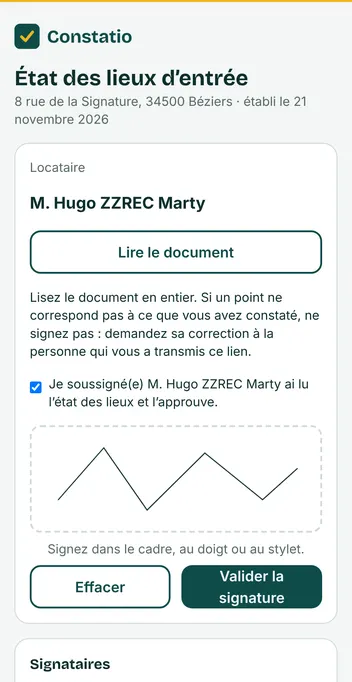 Constatio
État des lieux d’entrée
8 rue de la Signature, 34500 Béziers · établi le 21
novembre 2026
Locataire
M. Hugo ZZREC Marty
Lire le document
Lisez le document en entier. Si un point ne
correspond pas à ce que vous avez constaté, ne
signez pas : demandez sa correction à la
personne qui vous a transmis ce lien.
Je soussigné(e) M. Hugo ZZREC Marty ai lu
l’état des lieux et l’approuve.
Signez dans le cadre, au doigt ou au stylet.
Effacer
Valider la
signature
Signataires